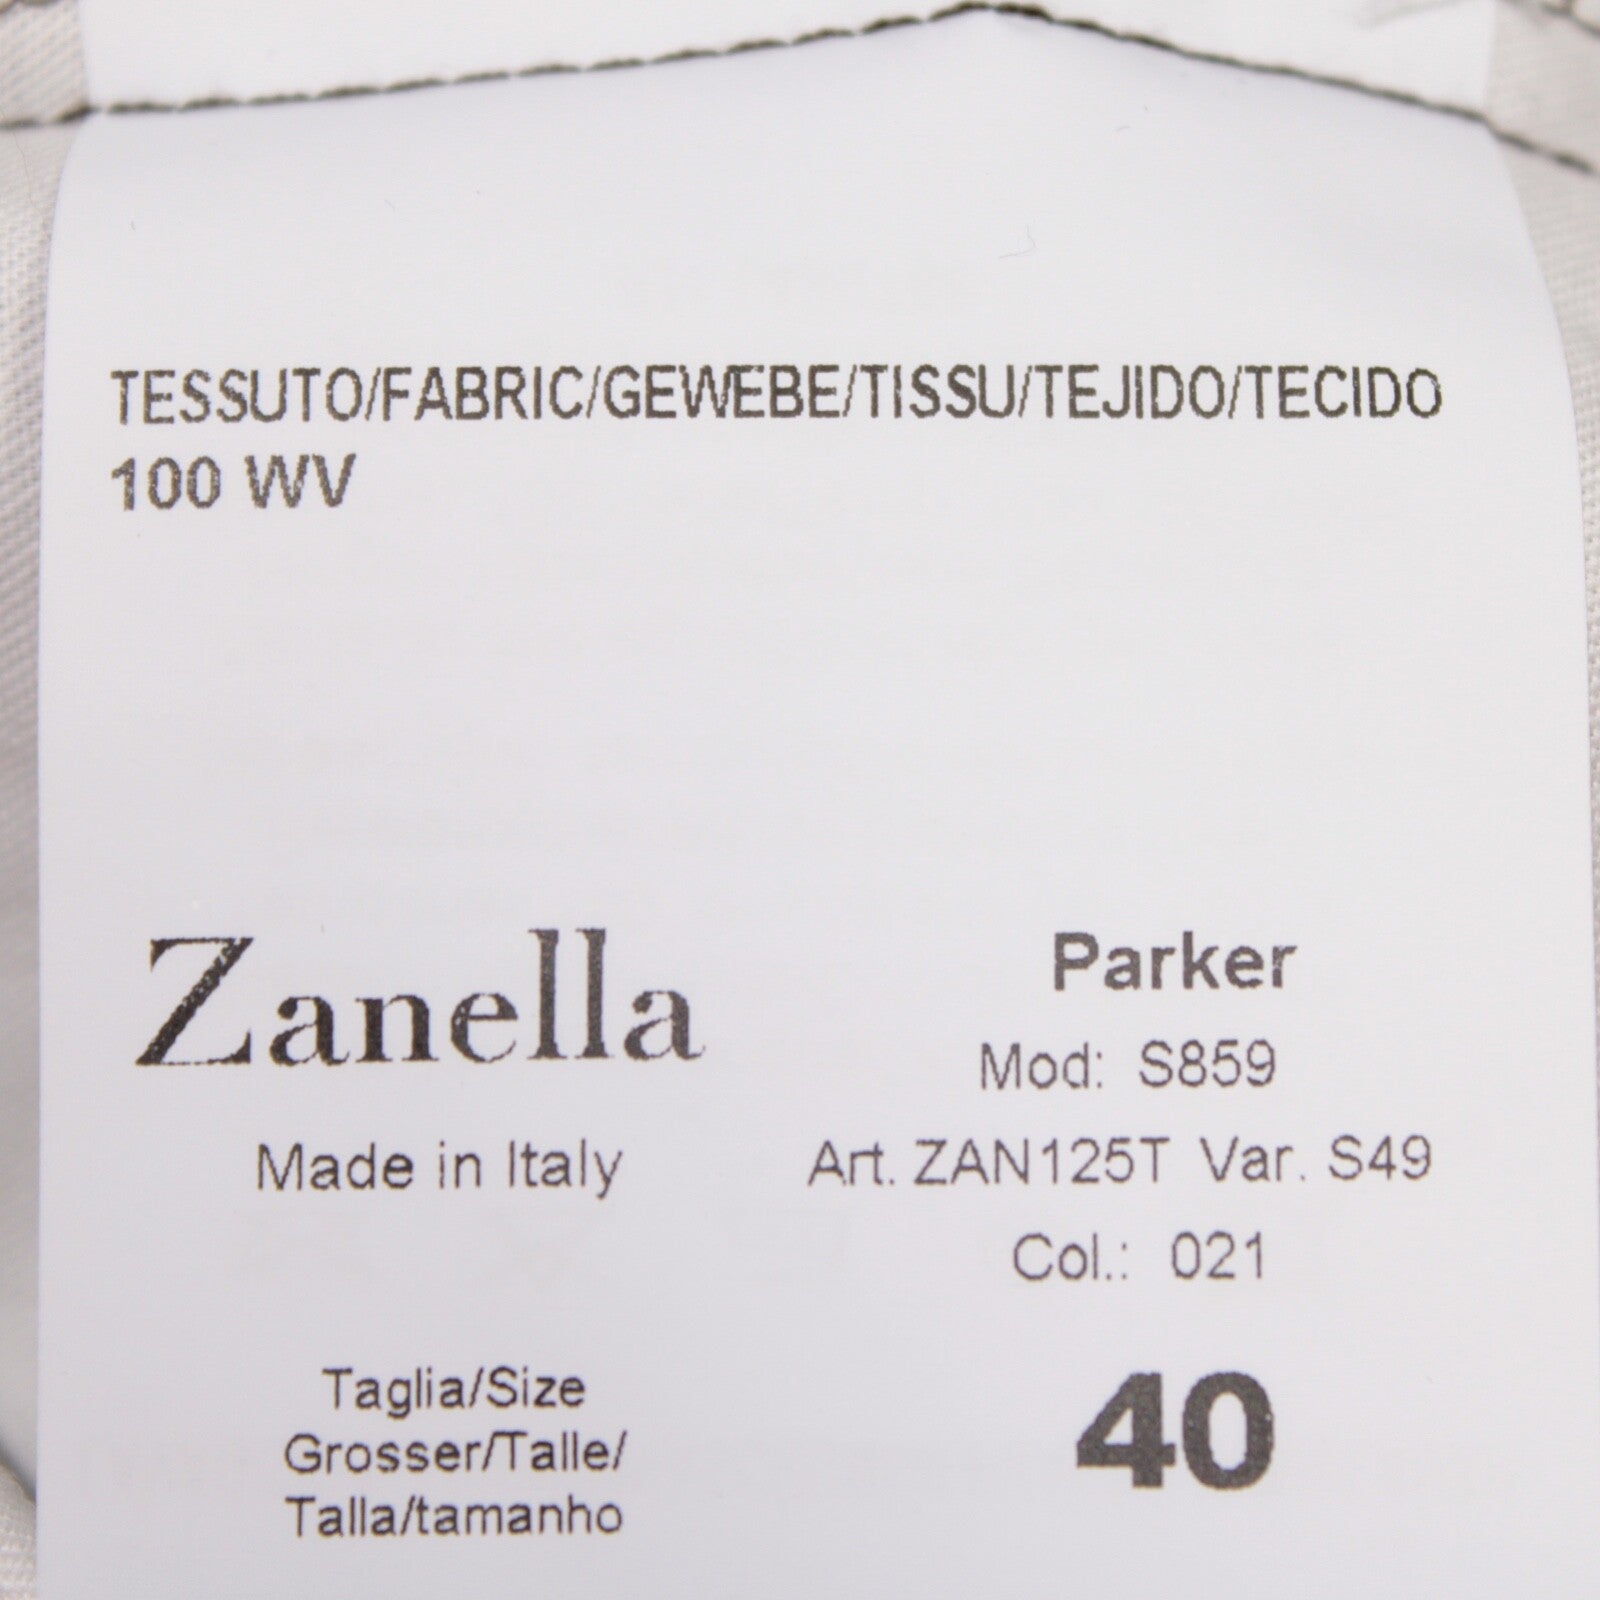 TESSUTO/FABRIC/GEWEBE/TISSU/TEJIDO/TECIDO
100 WV
Zanella
Made in Italy
Parker
Mod: S859
Art. ZAN125T Var. S49
Col.: 021
Taglia/Size
Grosser/Talle/
Talla/tamanho
40